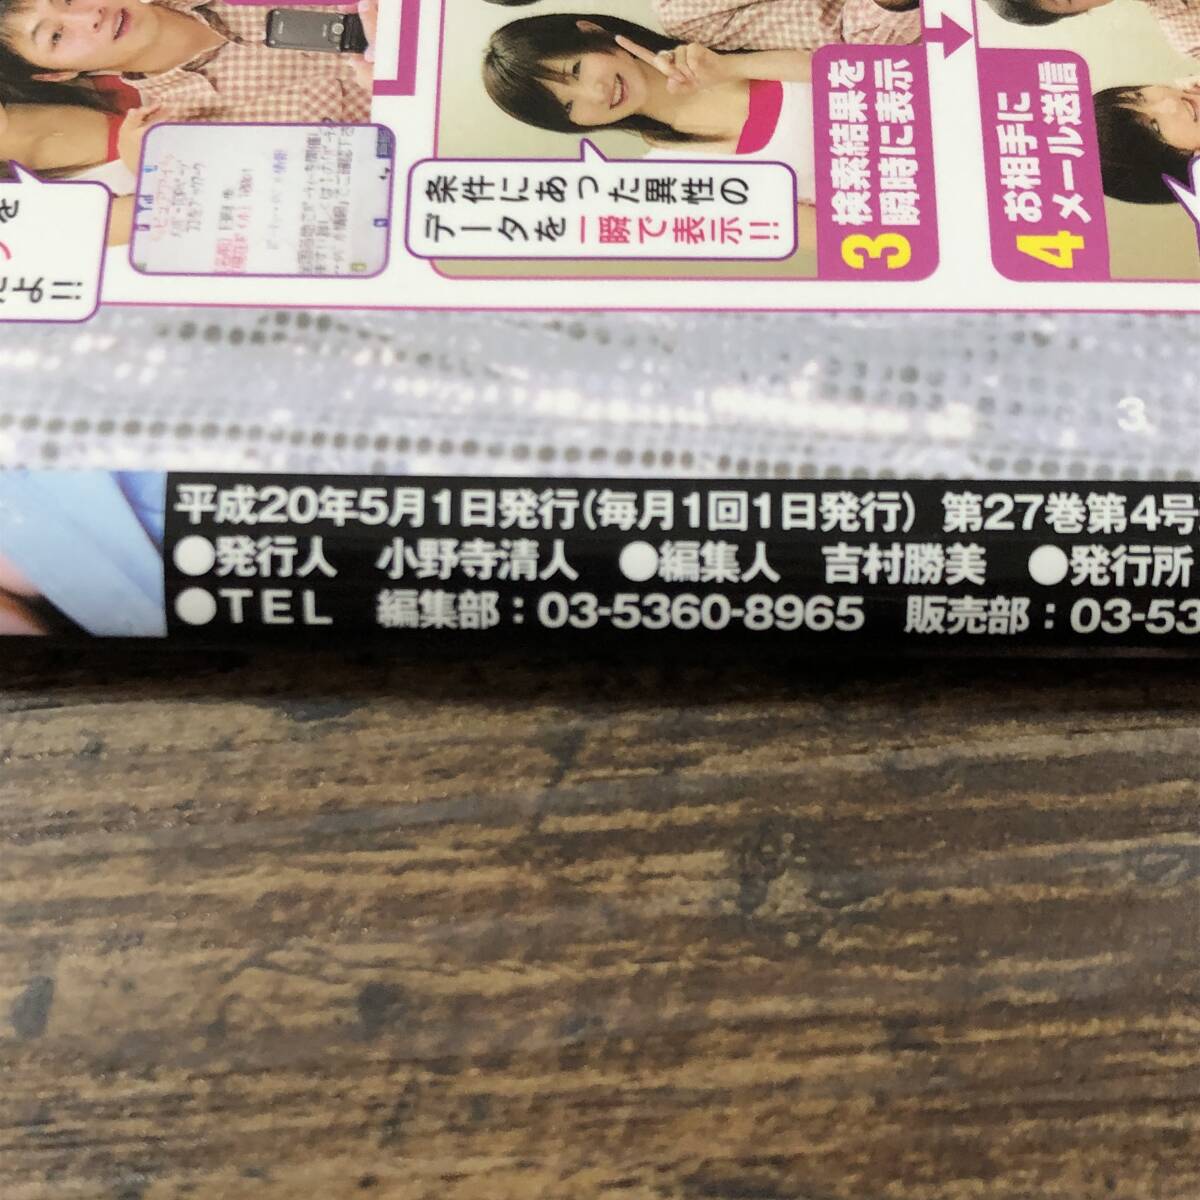 を
だよ!!
条件にあった異性の
データを一瞬で表示!!
3 検索結果を
瞬時に表示
4 お相手に
メール送信
3
平成20年5月1日発行(毎月1回1日発行) 第27巻第4号
●発行人 小野寺清人 ●編集人 吉村勝美 ●発行所
●TEL 編集部：03-5360-8965 販売部：03-53